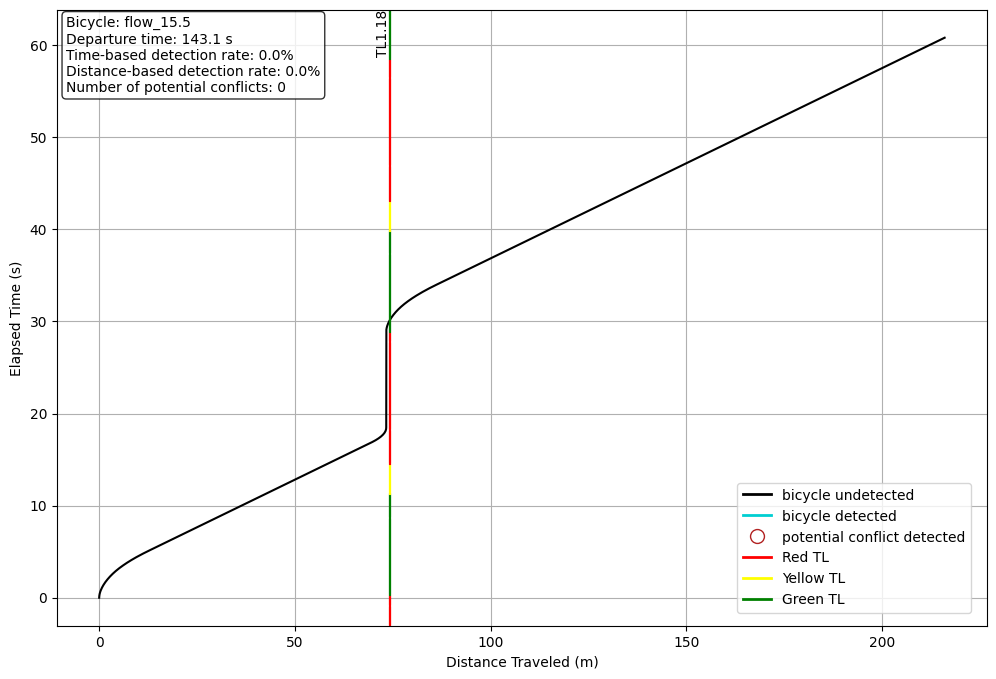 Bicycle: flow_15.5
Departure time: 143.1 s
Time-based detection rate: 0.0%
Distance-based detection rate: 0.0%
Number of potential conflicts: 0
TL1.18
60
50
40
30
20
10
0
Elapsed Time (s)
bicycle undetected
bicycle detected
potential conflict detected
Red TL
Yellow TL
Green TL
0 50 100 150 200
Distance Traveled (m)